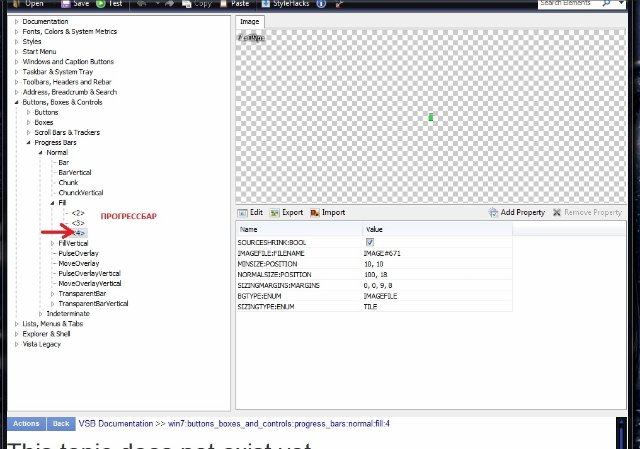 Open Save Test Copy Paste StyleHacks Search Elements
Documentation
Fonts, Colors & System Metrics
Styles
Start Menu
Windows and Caption Buttons
Taskbar & System Tray
Toolbars, Headers and Rebar
Address, Breadcrumb & Search
Buttons, Boxes & Controls
Buttons
Boxes
Scroll Bars & Trackers
Progress Bars
Normal
Bar
BarVertical
Chunk
ChunckVertical
Fill
<2>
ПРОГРЕССБАР
<3>
<4>
FillVertical
PulseOverlay
MoveOverlay
PulseOverlayVertical
MoveOverlayVertical
TransparentBar
TransparentBarVertical
Indeterminate
Lists, Menus & Tabs
Explorer & Shell
Vista Legacy
Image
Edit Export Import Add Property Remove Property
Name Value
SOURCESHRINK:BOOL
IMAGEFILE:FILENAME IMAGE#671
MINSIZE:POSITION 10, 10
NORMALSIZE:POSITION 100, 18
SIZINGMARGINS:MARGINS 0, 0, 9, 8
BGTYPE:ENUM IMAGEFILE
SIZINGTYPE:ENUM TILE
Actions Back VSB Documentation >> win7:buttons_boxes_and_controls:progress_bars:normal:fill:4
This topic does not exist yet